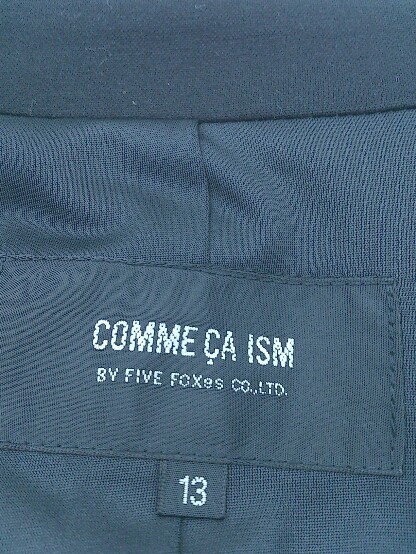 COMME ÇA ISM
BY FIVE FOXes CO.,LTD.
13